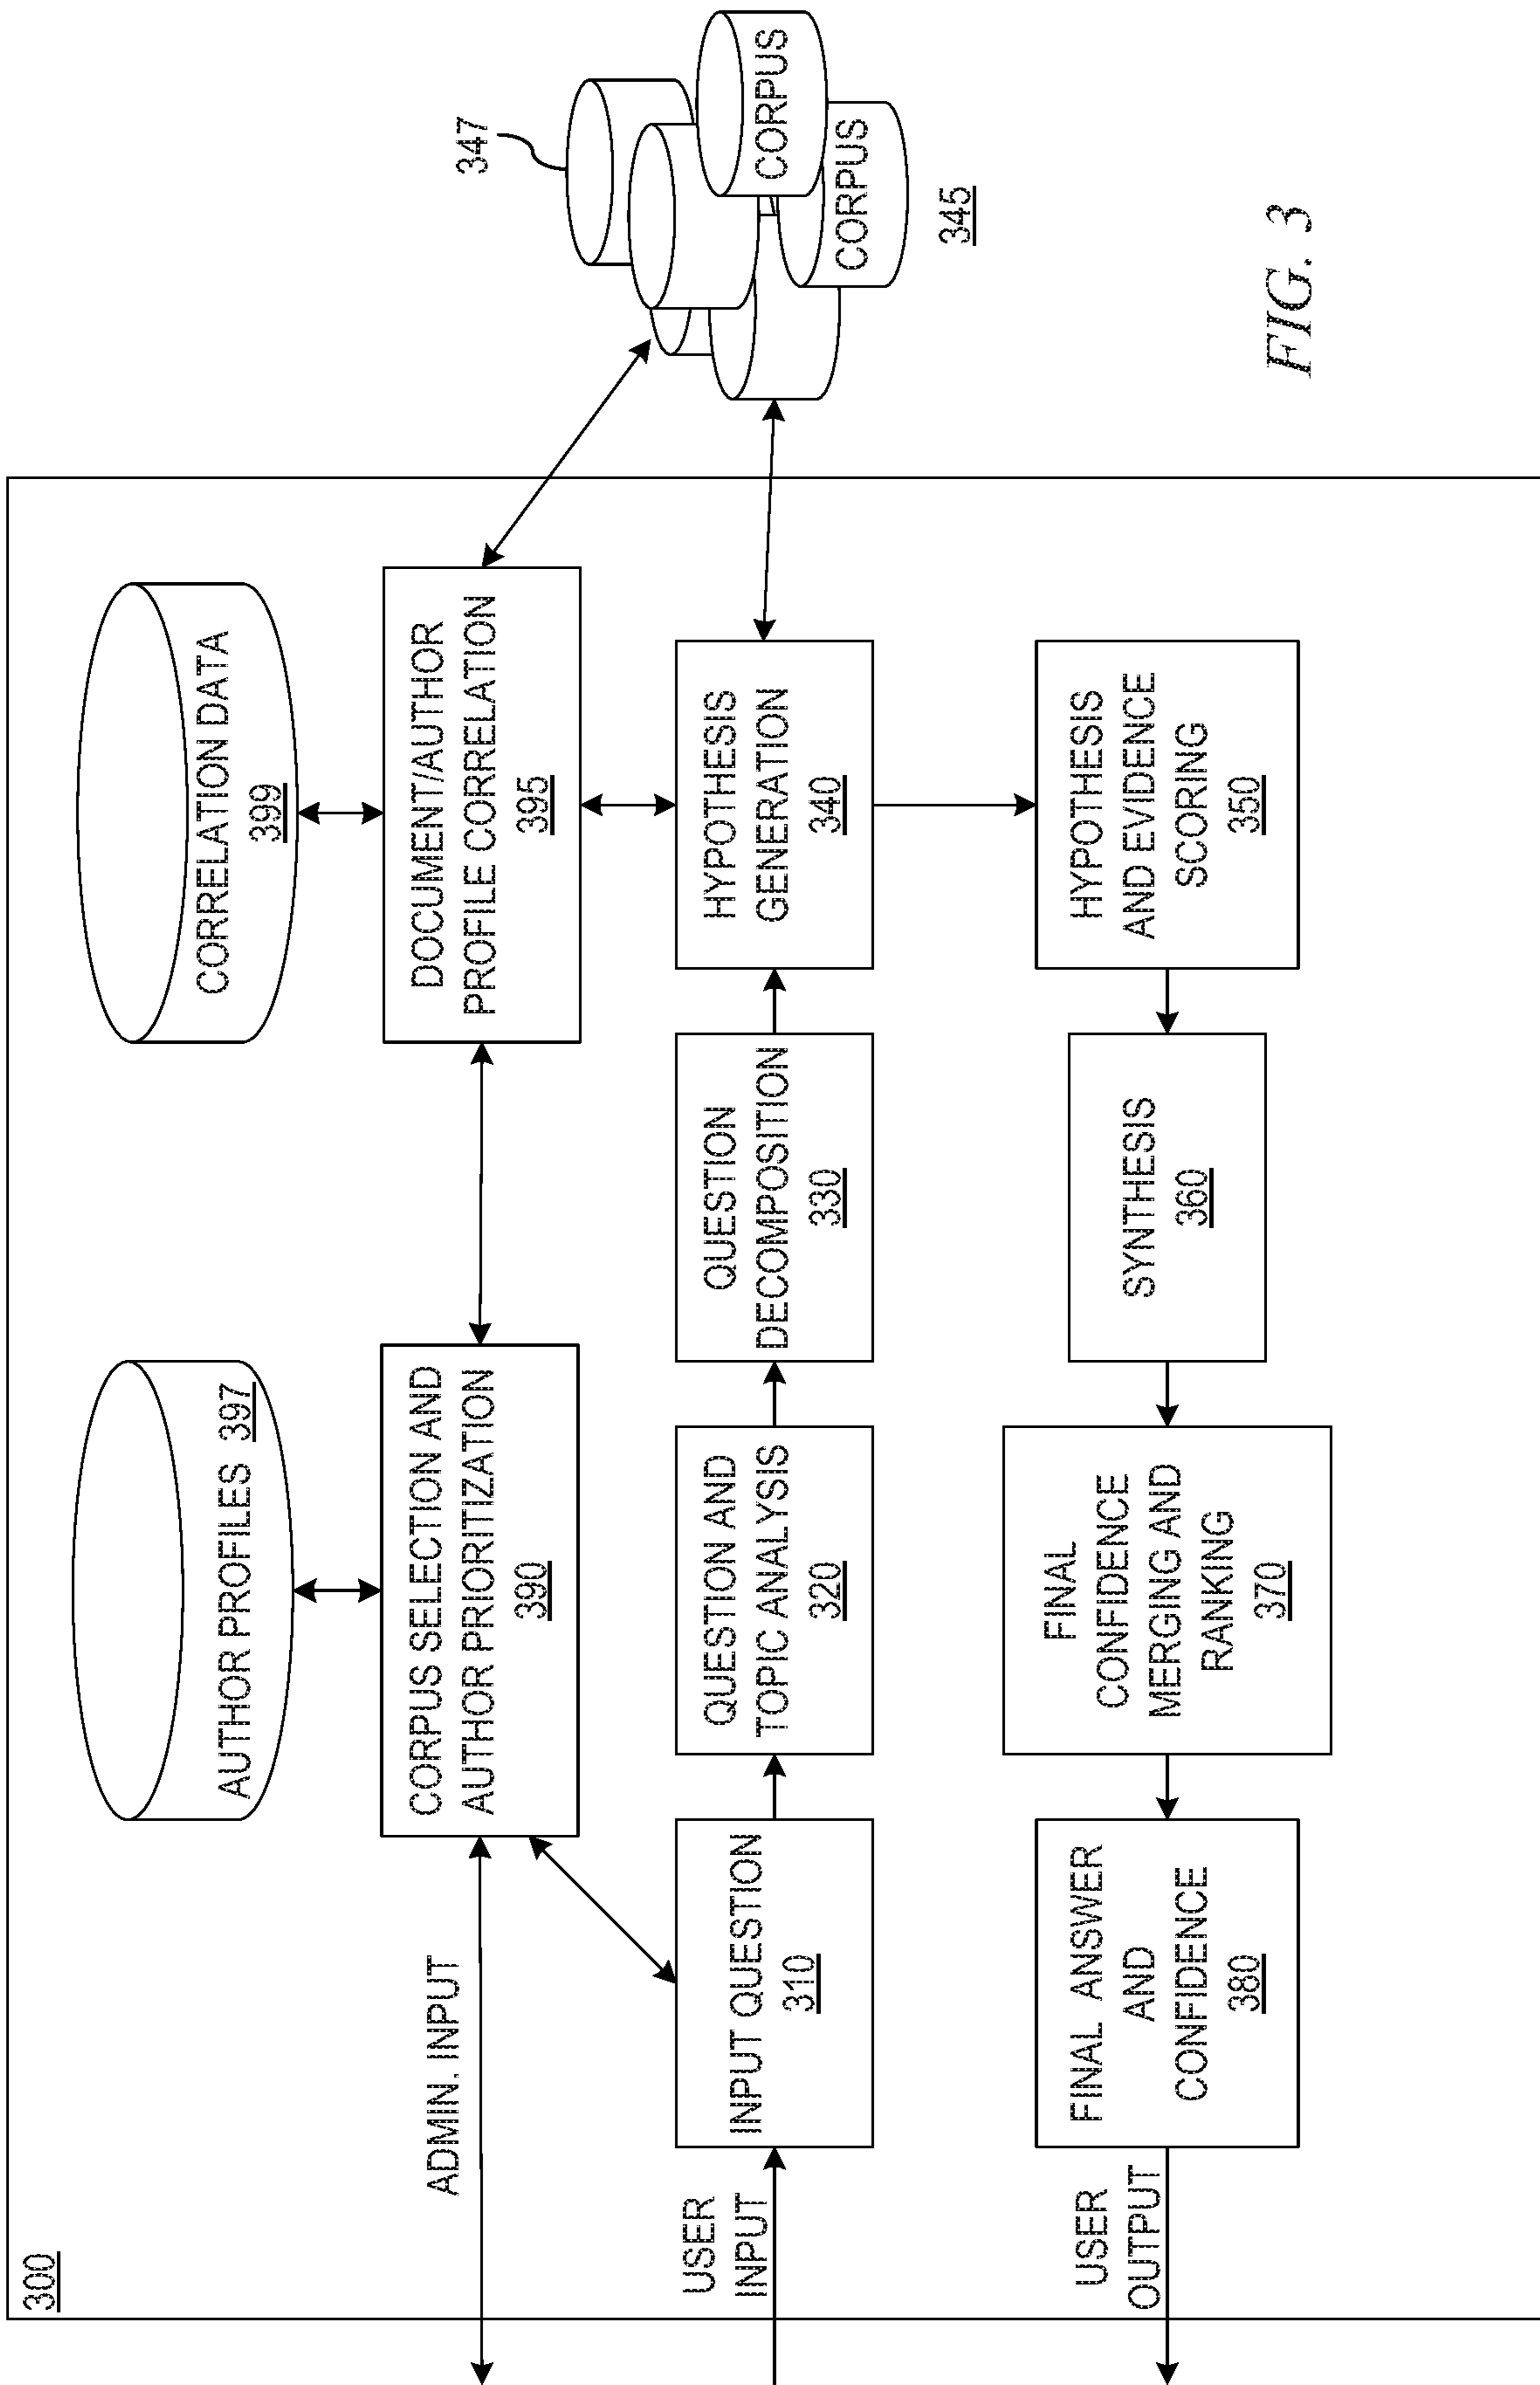 300
AUTHOR PROFILES 397
CORRELATION DATA
399
347
ADMIN. INPUT
CORPUS SELECTION AND
AUTHOR PRIORITIZATION
390
DOCUMENT/AUTHOR
PROFILE CORRELATION
395
CORPUS
CORPUS
345
USER
INPUT
INPUT QUESTION
310
QUESTION AND
TOPIC ANALYSIS
320
QUESTION
DECOMPOSITION
330
HYPOTHESIS
GENERATION
340
USER
OUTPUT
FINAL ANSWER
AND
CONFIDENCE
380
FINAL
CONFIDENCE
MERGING AND
RANKING
370
SYNTHESIS
360
HYPOTHESIS
AND EVIDENCE
SCORING
350
FIG. 3